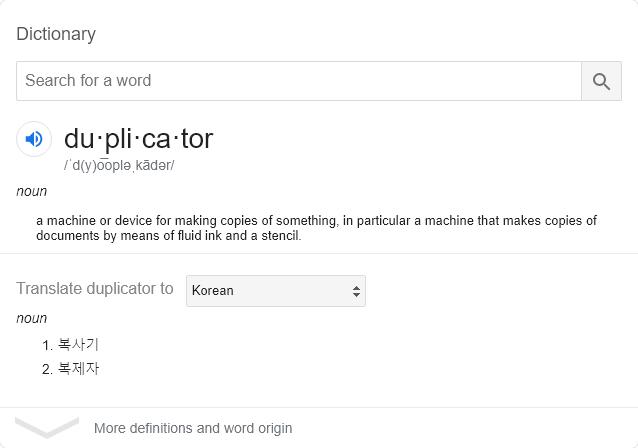 Dictionary
Search for a word
du·pli·ca·tor
/ˈd(y)o͞opləˌkādər/
noun
a machine or device for making copies of something, in particular a machine that makes copies of
documents by means of fluid ink and a stencil.
Translate duplicator to Korean
noun
1. 복사기
2. 복제자
More definitions and word origin